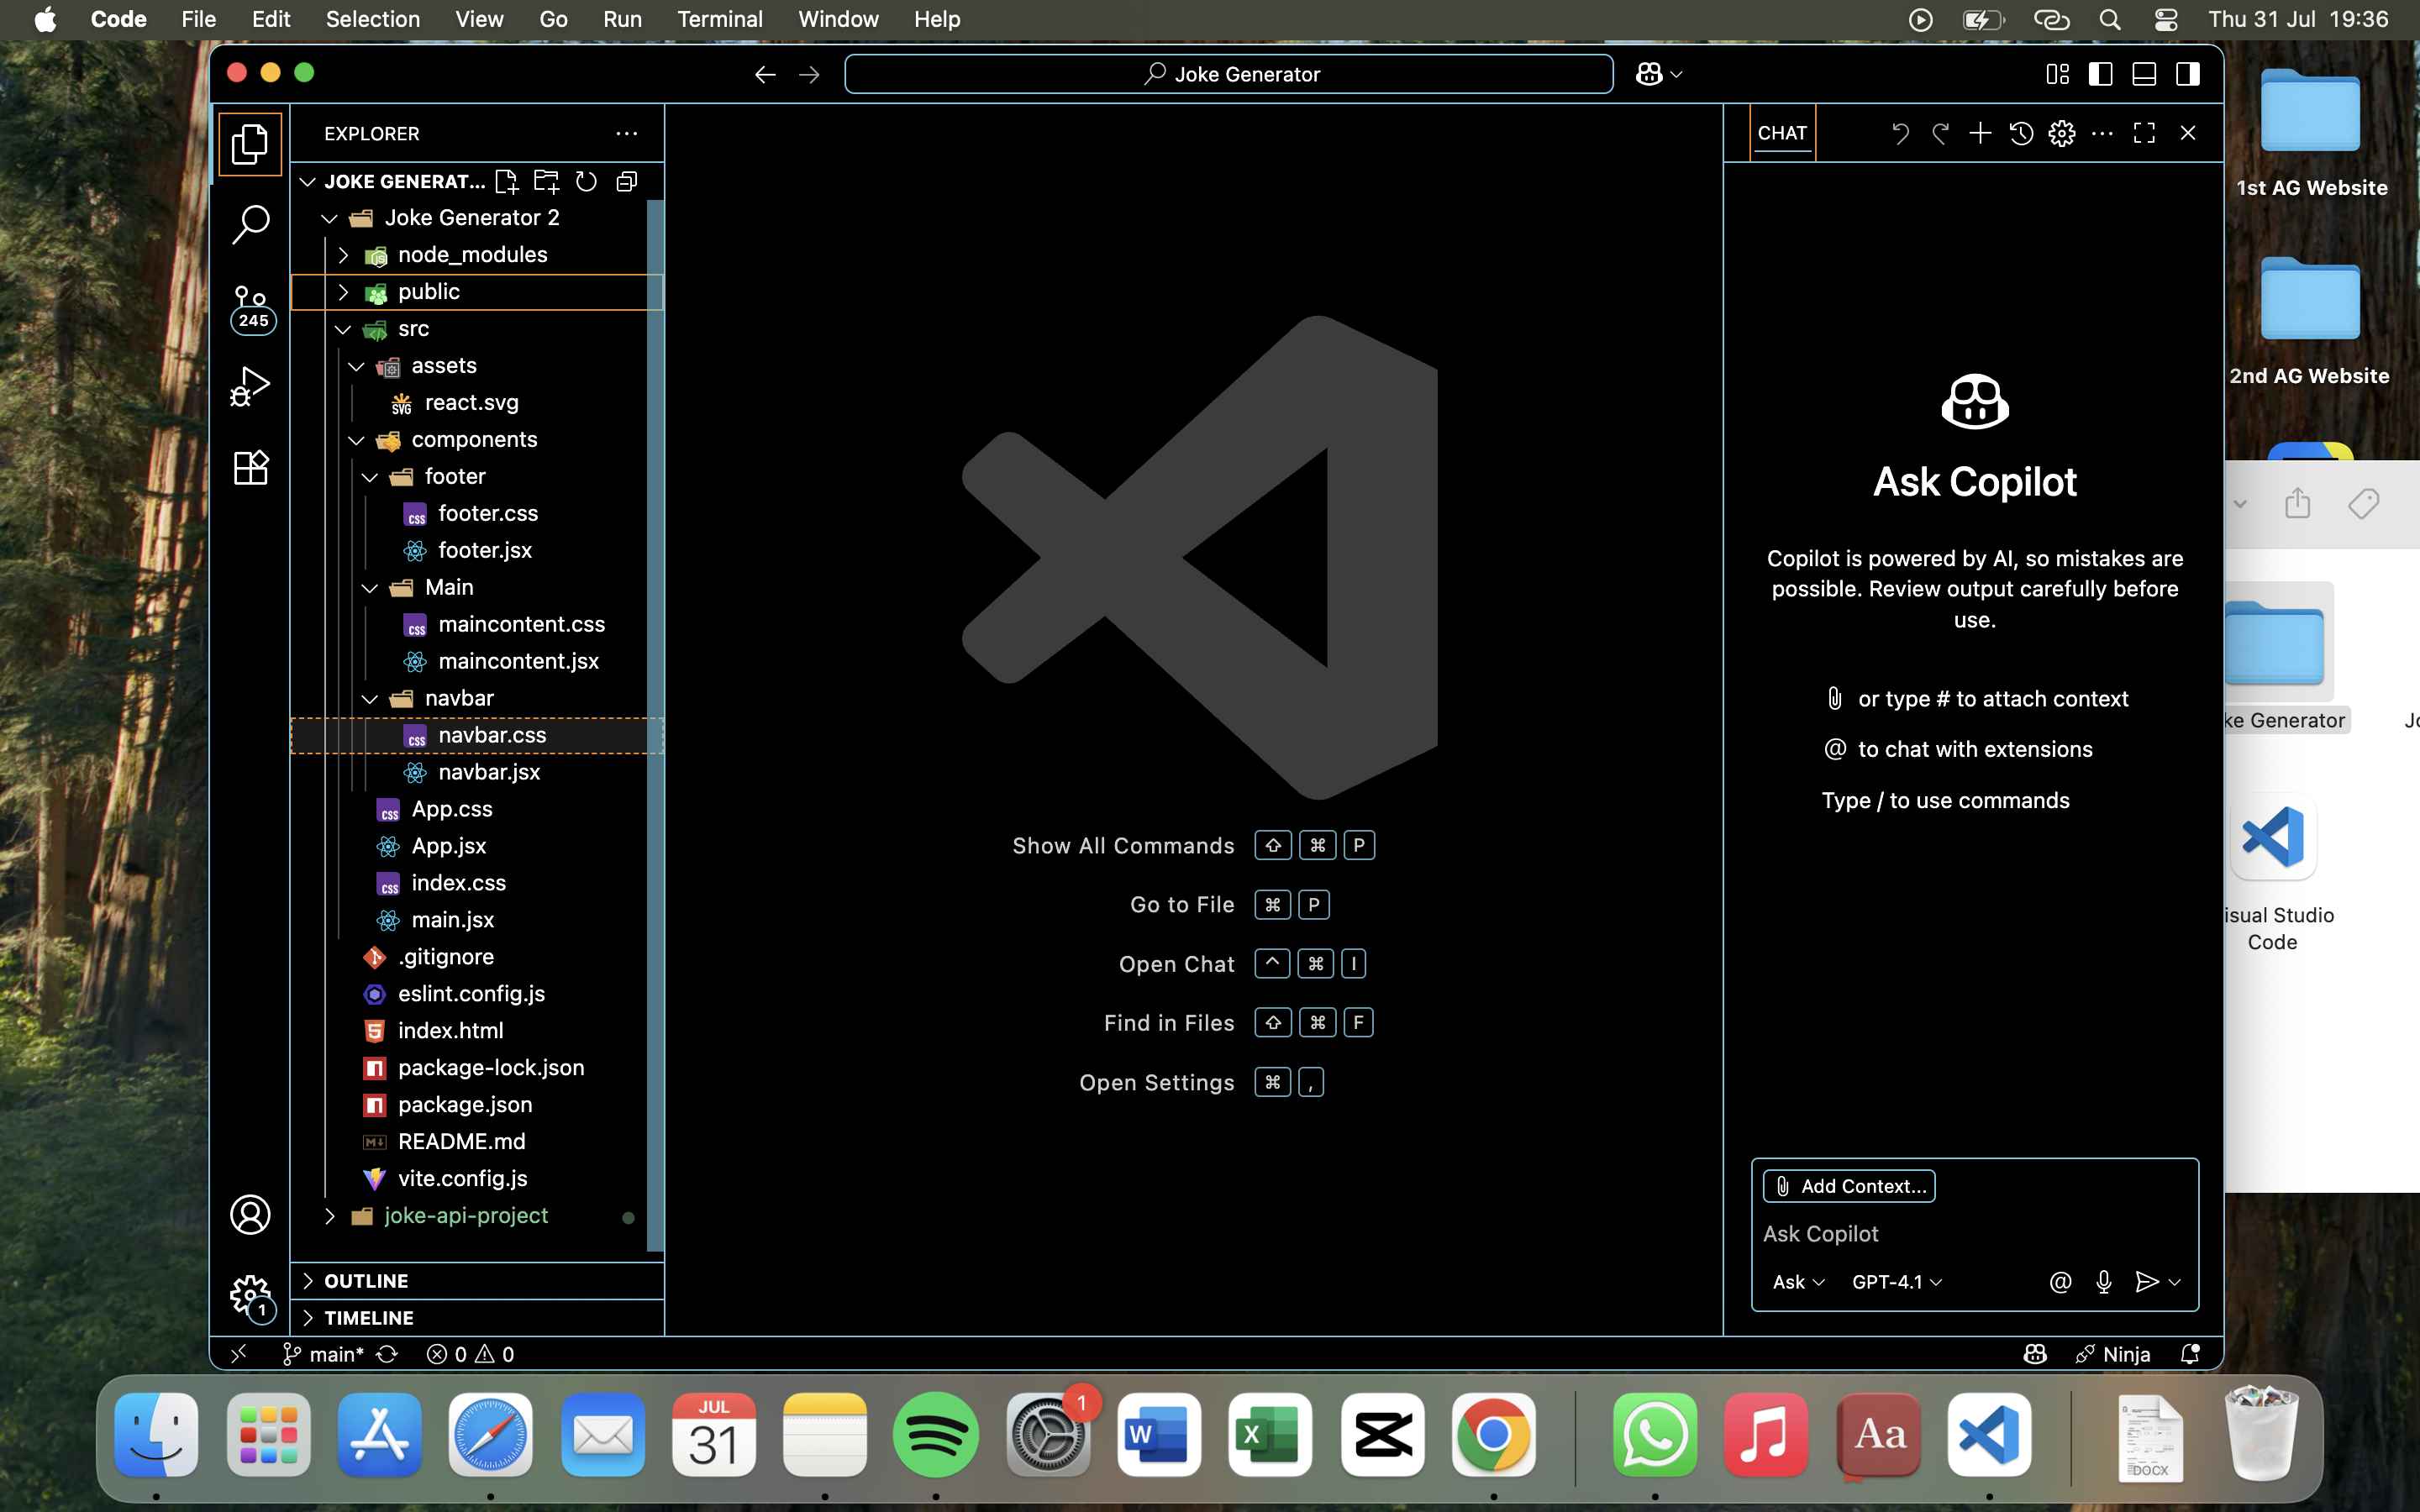 Code File Edit Selection View Go Run Terminal Window Help Thu 31 Jul 19:36
Joke Generator
EXPLORER
JOKE GENERAT...
Joke Generator 2
node_modules
public
src
assets
SVG react.svg
components
footer
css footer.css
footer.jsx
Main
css maincontent.css
maincontent.jsx
navbar
css navbar.css
navbar.jsx
css App.css
App.jsx
css index.css
main.jsx
.gitignore
eslint.config.js
index.html
package-lock.json
package.json
README.md
vite.config.js
joke-api-project
OUTLINE
TIMELINE
245
1
main* 0 0
Show All Commands ⇧ ⌘ P
Go to File ⌘ P
Open Chat ^ ⌘ I
Find in Files ⇧ ⌘ F
Open Settings ⌘ ,
CHAT
Ask Copilot
Copilot is powered by AI, so mistakes are
possible. Review output carefully before
use.
or type # to attach context
@ to chat with extensions
Type / to use commands
Add Context...
Ask Copilot
Ask GPT-4.1 @
Ninja
1st AG Website
2nd AG Website
ke Generator
isual Studio
Code
JUL
31
1
W
X
Aa
DOCX